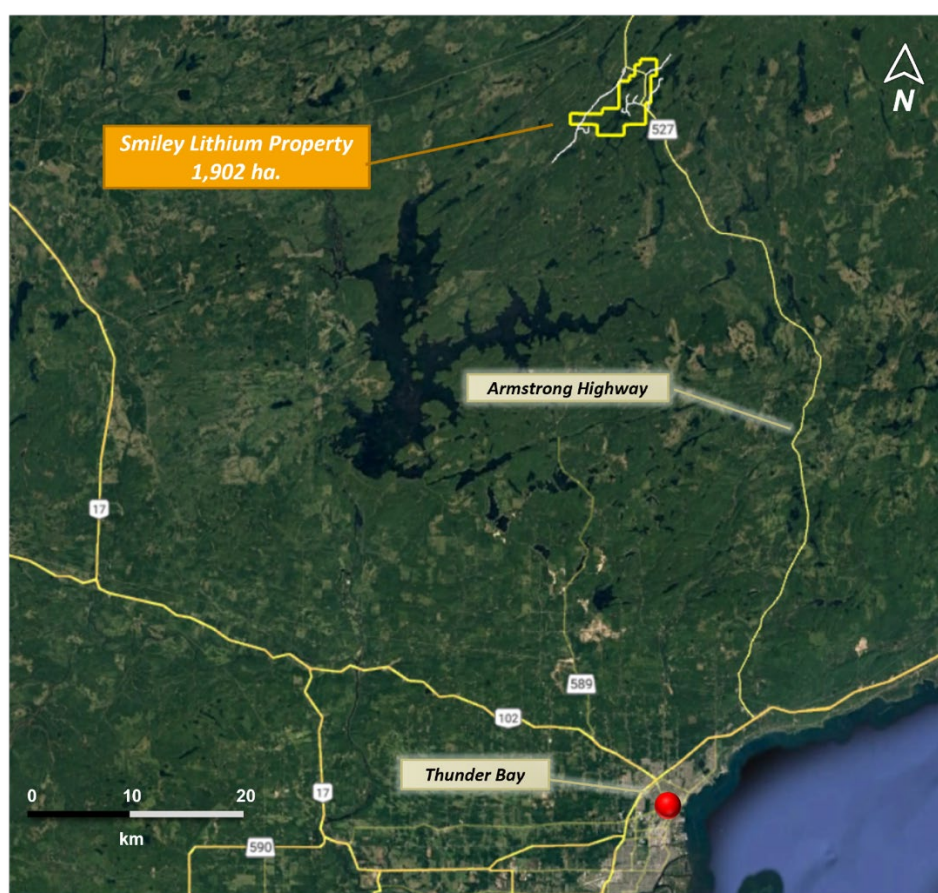 N
527
Smiley Lithium Property
1,902 ha.
Armstrong Highway
17
589
102
Thunder Bay
0 10 20
km
17
590